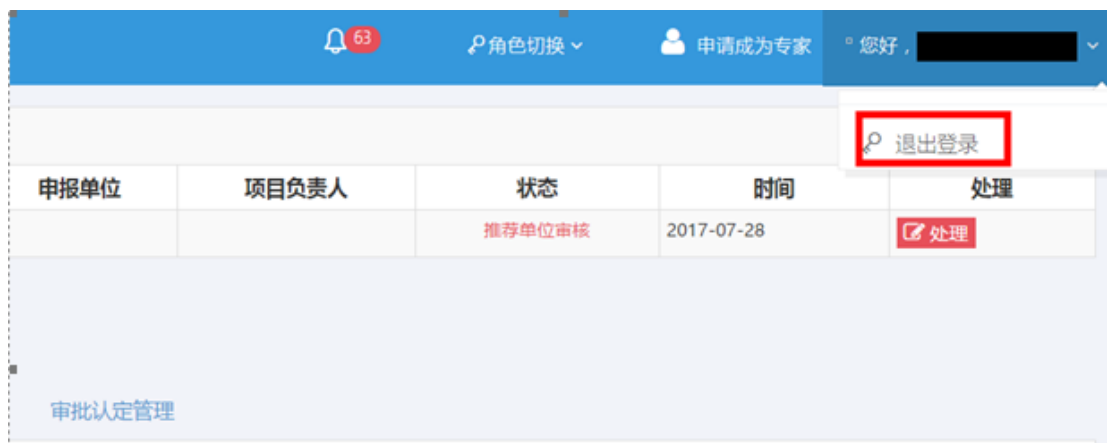 63 角色切换 申请成为专家 您好，
退出登录
申报单位 项目负责人 状态 时间 处理
推荐单位审核 2017-07-28 处理
审批认定管理